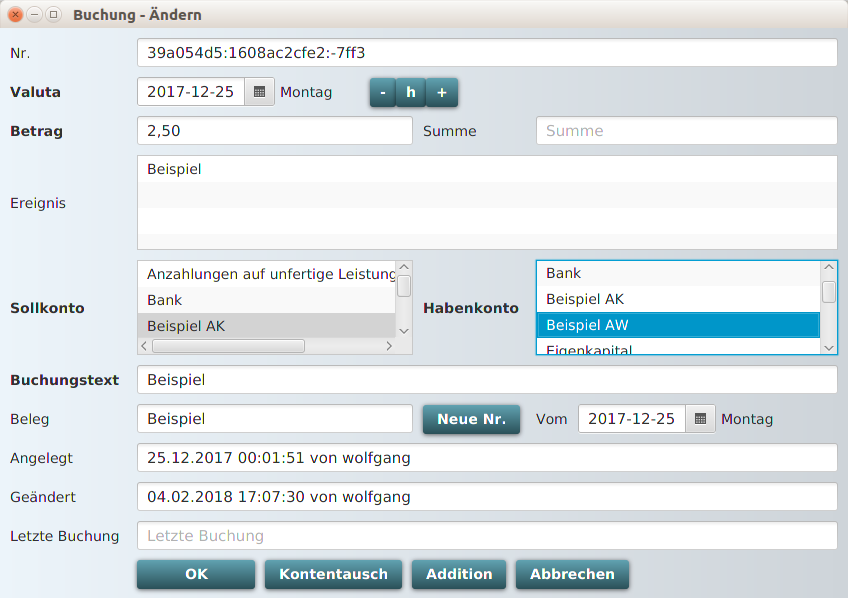 Buchung - Ändern
Nr. 39a054d5:1608ac2cfe2:-7ff3
Valuta 2017-12-25 Montag - h +
Betrag 2,50 Summe Summe
Ereignis Beispiel
Sollkonto
Anzahlungen auf unfertige Leistung
Bank
Beispiel AK
Habenkonto
Bank
Beispiel AK
Beispiel AW
Eigenkapital
Buchungstext Beispiel
Beleg Beispiel Neue Nr. Vom 2017-12-25 Montag
Angelegt 25.12.2017 00:01:51 von wolfgang
Geändert 04.02.2018 17:07:30 von wolfgang
Letzte Buchung Letzte Buchung
OK Kontentausch Addition Abbrechen